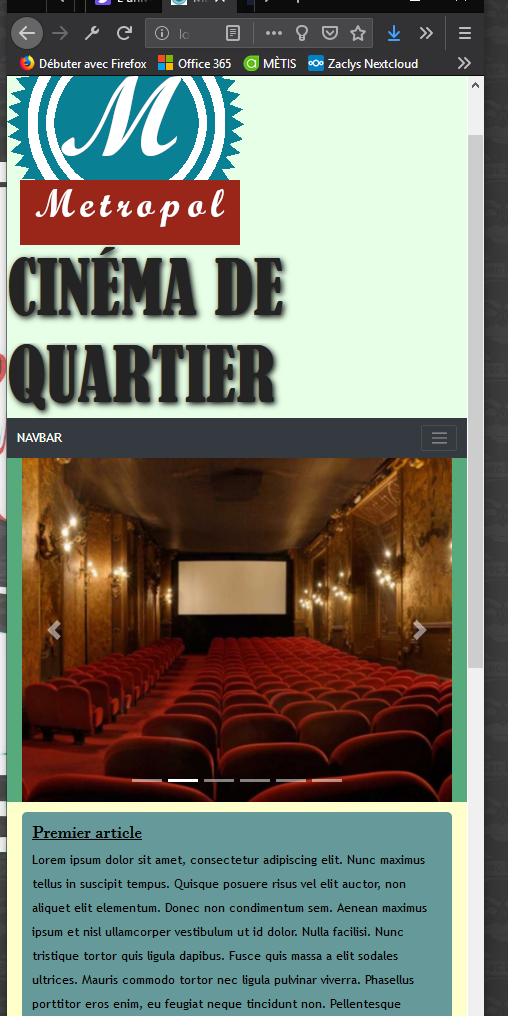 Débuter avec Firefox
Office 365
MÈTIS
Zaclys Nextcloud
M
Metropol
CINÉMA DE
QUARTIER
NAVBAR
Premier article
Lorem ipsum dolor sit amet, consectetur adipiscing elit. Nunc maximus
tellus in suscipit tempus. Quisque posuere risus vel elit auctor, non
aliquet elit elementum. Donec non condimentum sem. Aenean maximus
ipsum et nisl ullamcorper vestibulum ut id dolor. Nulla facilisi. Nunc
tristique tortor quis ligula dapibus. Fusce quis massa a elit sodales
ultrices. Mauris commodo tortor nec ligula pulvinar viverra. Phasellus
porttitor eros enim, eu feugiat neque tincidunt non. Pellentesque